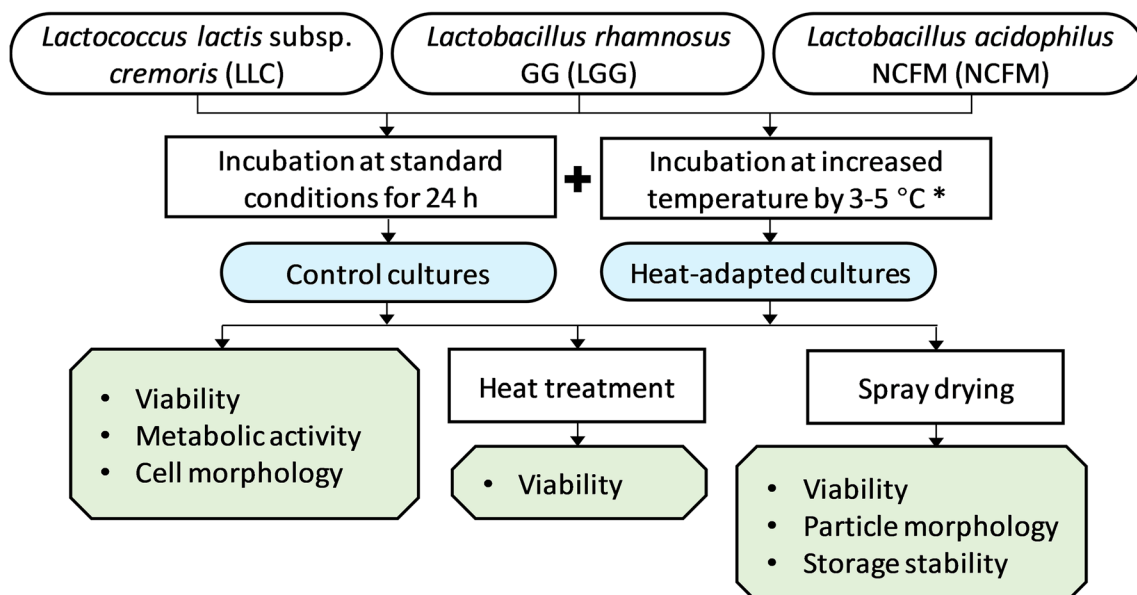 Lactococcus lactis subsp.
cremoris (LLC)
Lactobacillus rhamnosus
GG (LGG)
Lactobacillus acidophilus
NCFM (NCFM)
Incubation at standard
conditions for 24 h
+
Incubation at increased
temperature by 3-5 °C *
Control cultures
Heat-adapted cultures
• Viability
• Metabolic activity
• Cell morphology
Heat treatment
• Viability
Spray drying
• Viability
• Particle morphology
• Storage stability